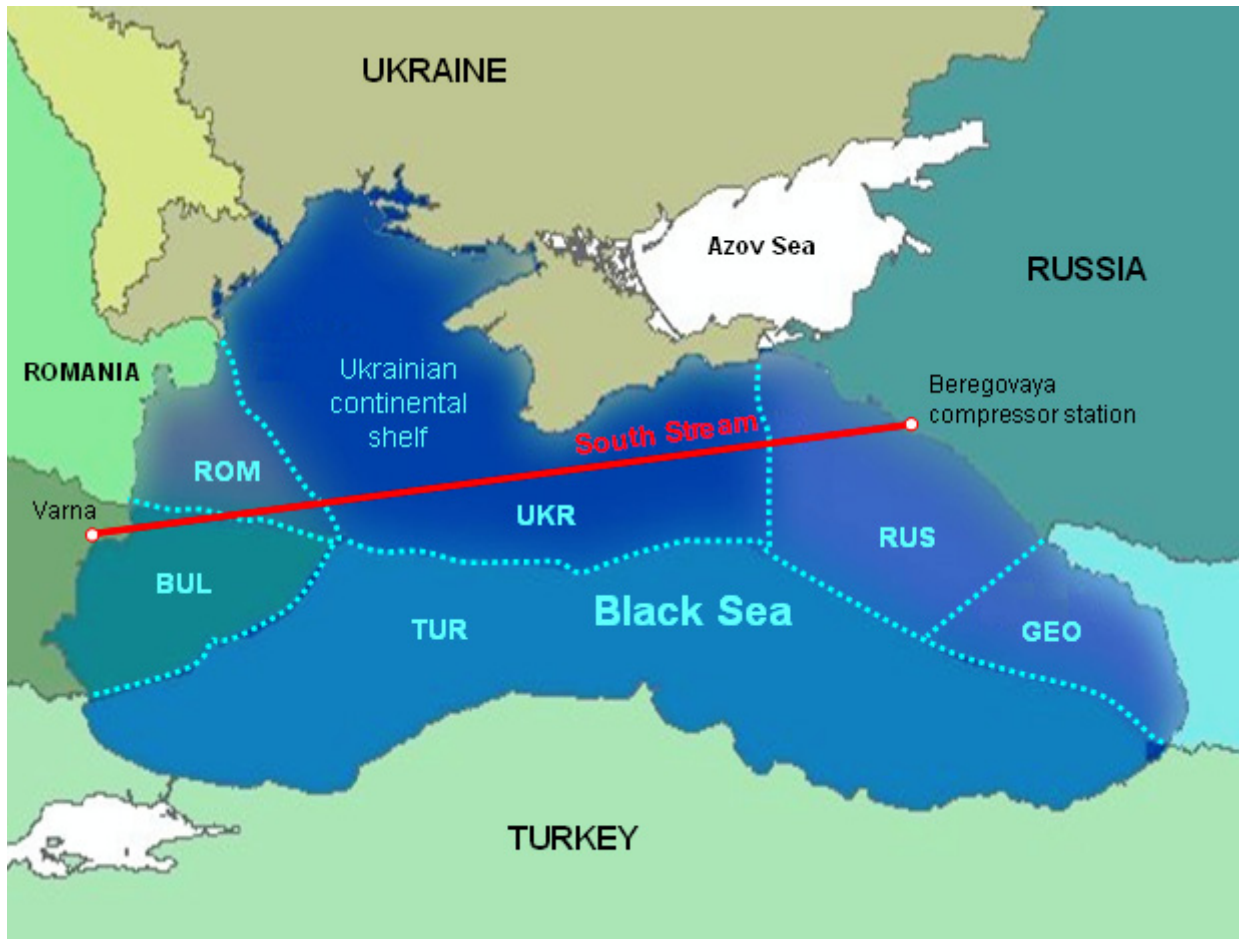 UKRAINE
Azov Sea
RUSSIA
ROMANIA
Ukrainian
continental
shelf
Beregovaya
compressor station
South Stream
ROM
Varna
UKR
RUS
BUL
Black Sea
TUR
GEO
TURKEY